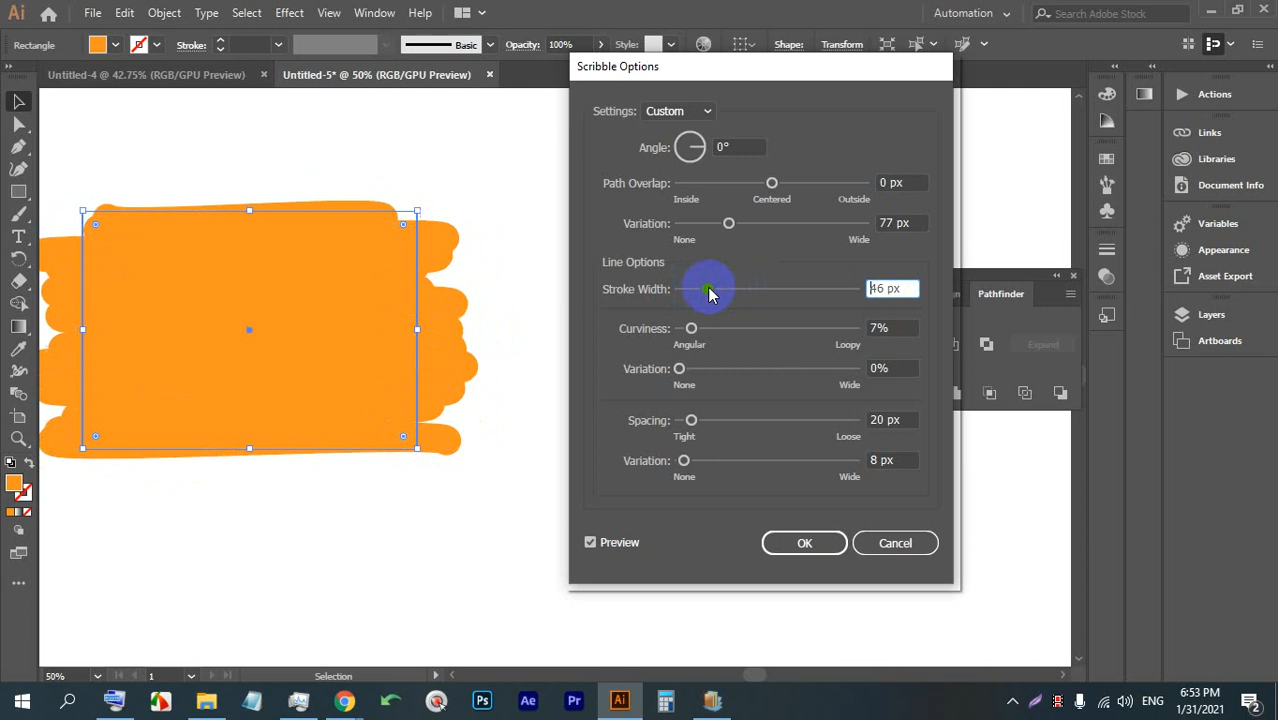 Ai File Edit Object Type Select Effect View Window Help Automation Search Adobe Stock
Rectangle Stroke: Basic Opacity: 100% Style: Shape: Transform
Untitled-4 @ 42.75% (RGB/GPU Preview) Untitled-5* @ 50% (RGB/GPU Preview)
Scribble Options
Settings: Custom
Angle: 0°
Path Overlap: 0 px
Inside Centered Outside
Variation: 77 px
None Wide
Line Options
Stroke Width: 46 px
Curviness: 7%
Angular Loopy
Variation: 0%
None Wide
Spacing: 20 px
Tight Loose
Variation: 8 px
None Wide
Preview OK Cancel
Pathfinder
Expand
Actions
Links
Libraries
Document Info
Variables
Appearance
Asset Export
Layers
Artboards
50% 1 Selection
Ps Ae Pr Ai ENG 6:53 PM
1/31/2021 2